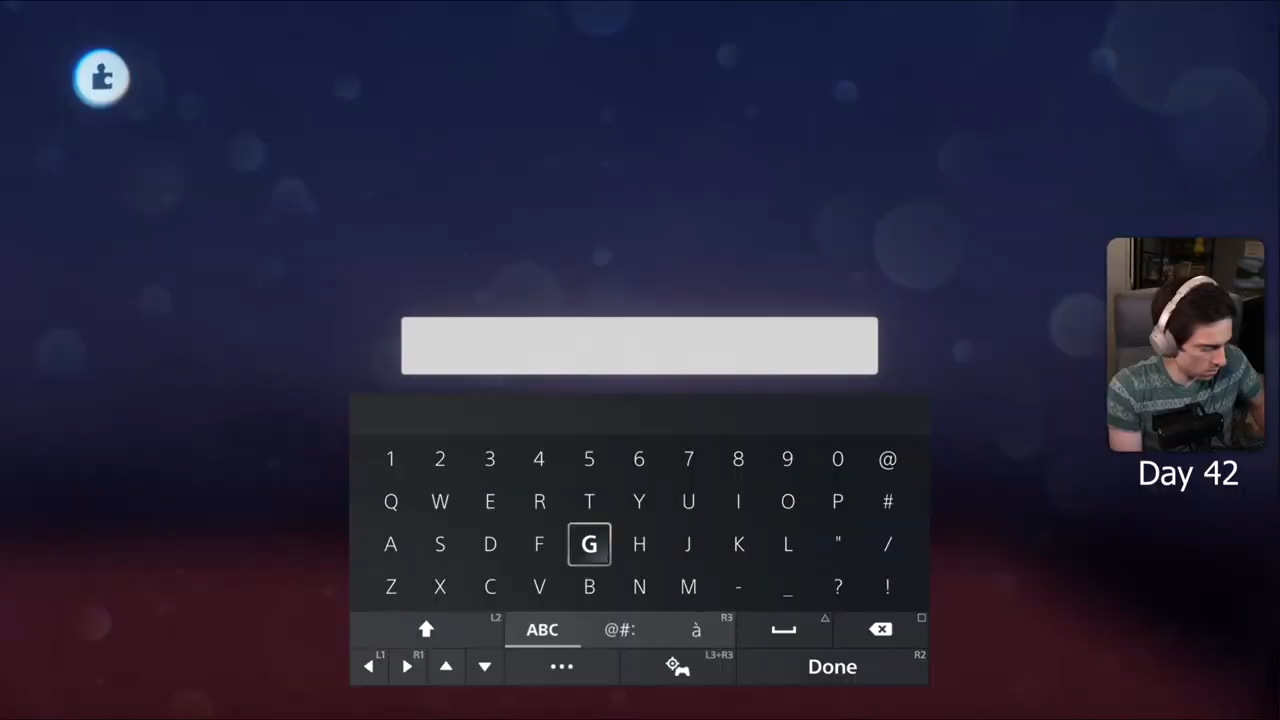 1 2 3 4 5 6 7 8 9 0 @
Q W E R T Y U I O P #
A S D F G H J K L " /
Z X C V B N M - _ ? !
L2 ABC @#: à R3
L1 R1 ••• L3+R3 Done R2
Day 42